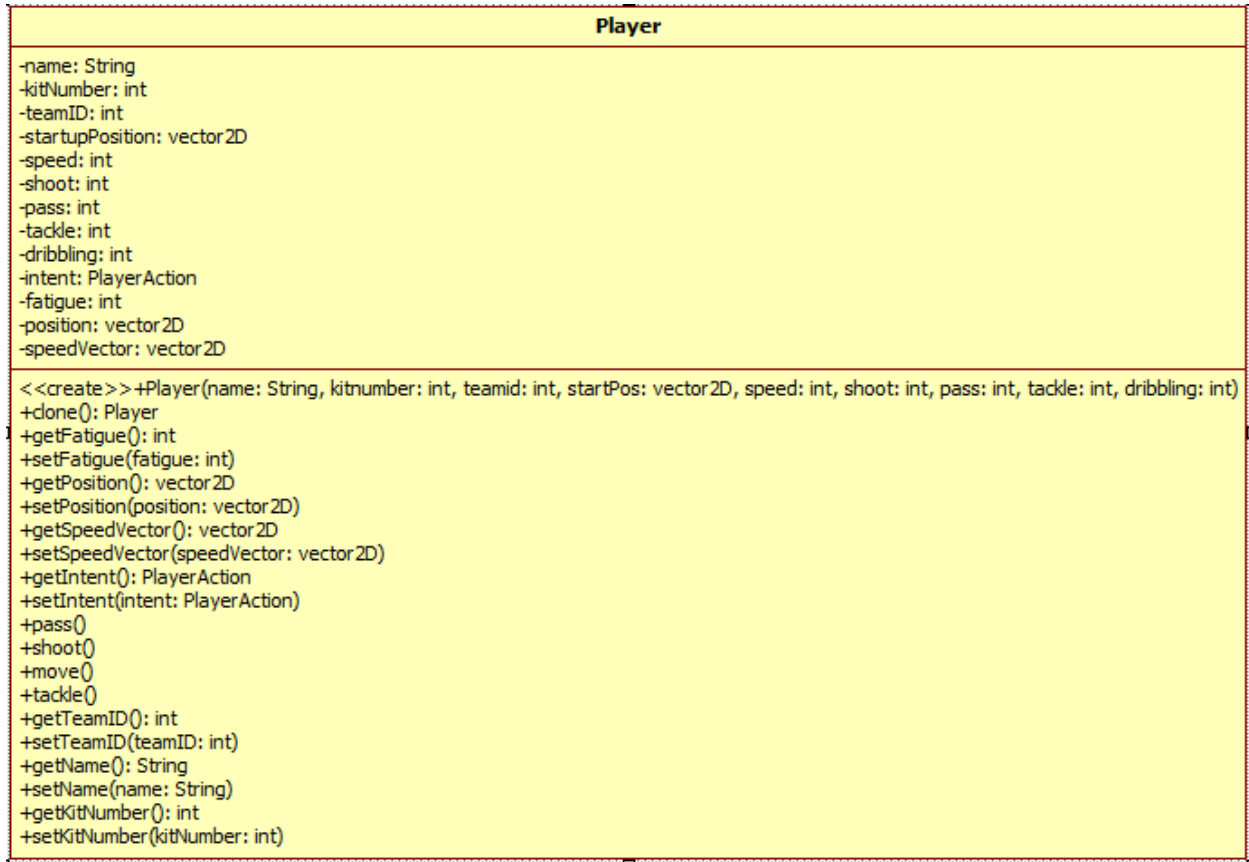 Player
-name: String
-kitNumber: int
-teamID: int
-startupPosition: vector2D
-speed: int
-shoot: int
-pass: int
-tackle: int
-dribbling: int
-intent: PlayerAction
-fatigue: int
-position: vector2D
-speedVector: vector2D
<<create>>+Player(name: String, kitnumber: int, teamid: int, startPos: vector2D, speed: int, shoot: int, pass: int, tackle: int, dribbling: int)
+clone(): Player
+getFatigue(): int
+setFatigue(fatigue: int)
+getPosition(): vector2D
+setPosition(position: vector2D)
+getSpeedVector(): vector2D
+setSpeedVector(speedVector: vector2D)
+getIntent(): PlayerAction
+setIntent(intent: PlayerAction)
+pass()
+shoot()
+move()
+tackle()
+getTeamID(): int
+setTeamID(teamID: int)
+getName(): String
+setName(name: String)
+getKitNumber(): int
+setKitNumber(kitNumber: int)